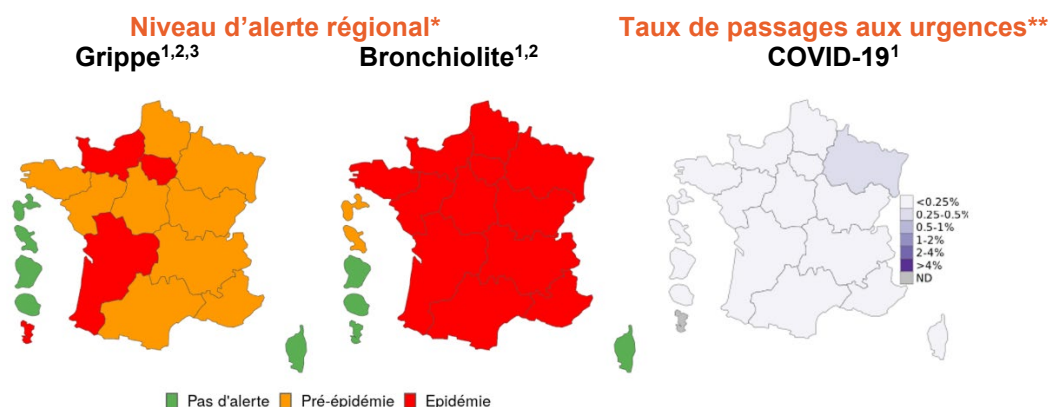 Niveau d’alerte régional*
Taux de passages aux urgences**
Grippe1,2,3
Bronchiolite1,2
COVID-191
<0.25%
0.25-0.5%
0.5-1%
1-2%
2-4%
>4%
ND
Pas d'alerte
Pré-épidémie
Epidémie